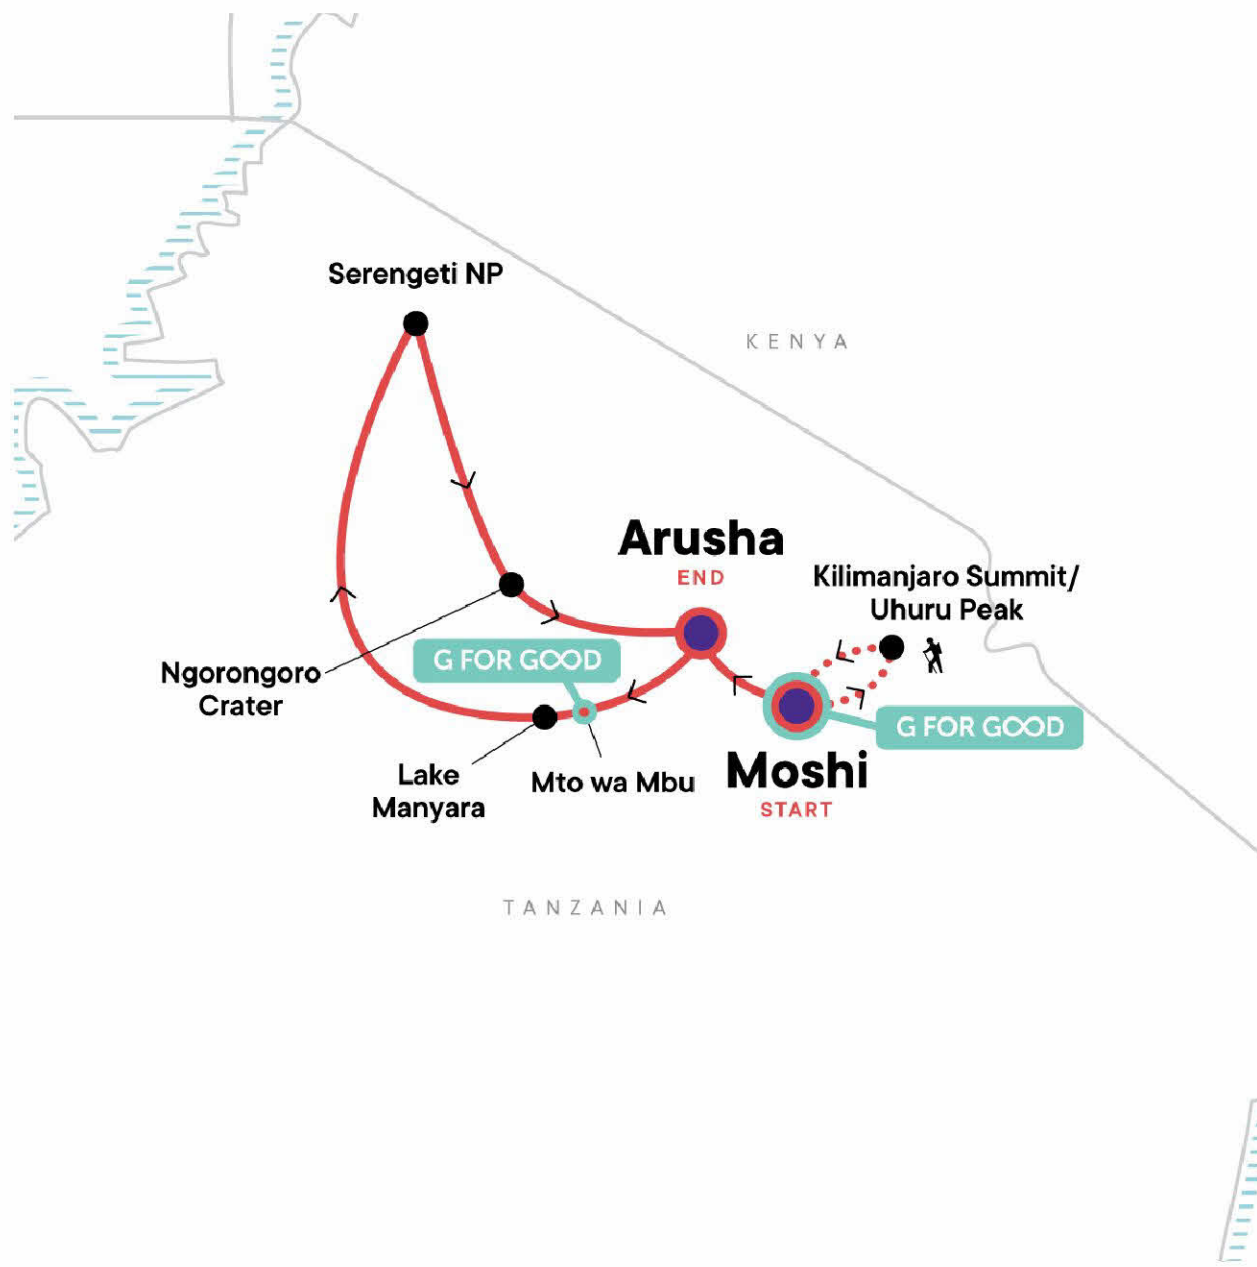 Serengeti NP
KENYA
Arusha
END
Kilimanjaro Summit/
Uhuru Peak
G FOR GOOD
Ngorongoro
Crater
G FOR GOOD
Lake
Manyara
Mto wa Mbu
Moshi
START
TANZANIA